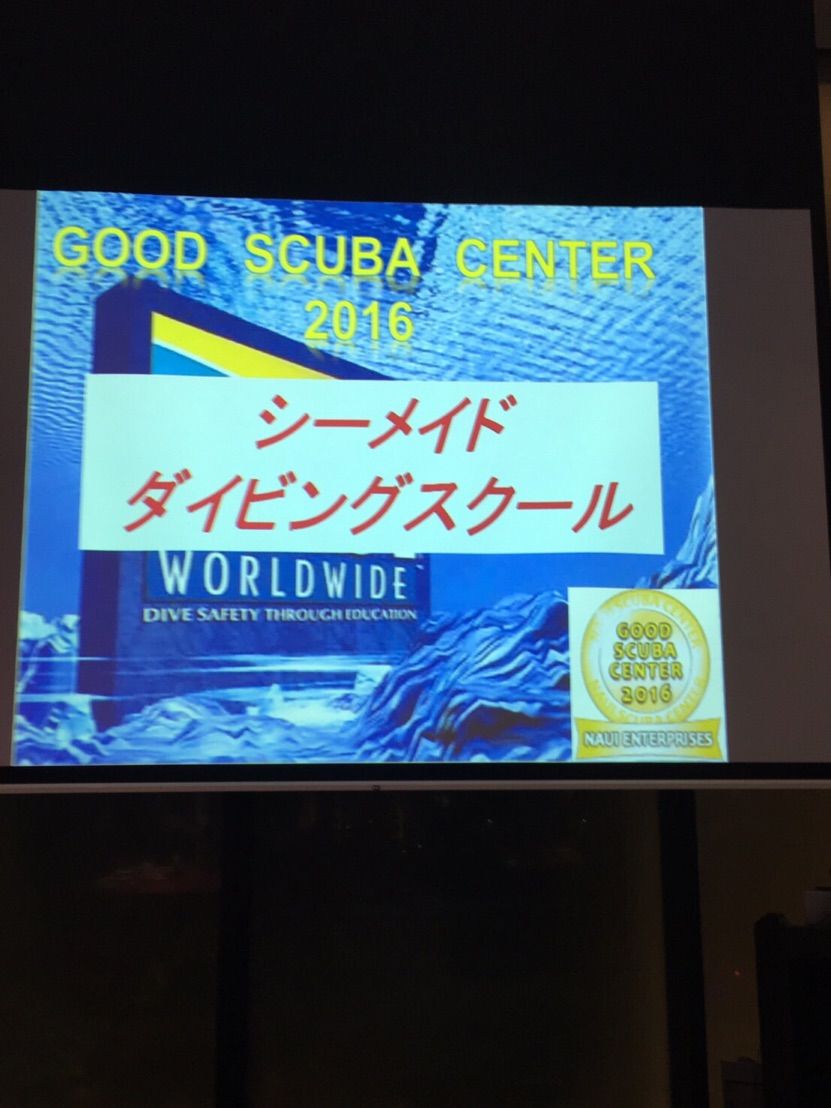 GOOD SCUBA CENTER
2016
シーメイド
ダイビングスクール
WORLDWIDE
DIVE SAFETY THROUGH EDUCATION
GOOD
SCUBA
CENTER
2016
NAUI ENTERPRISES